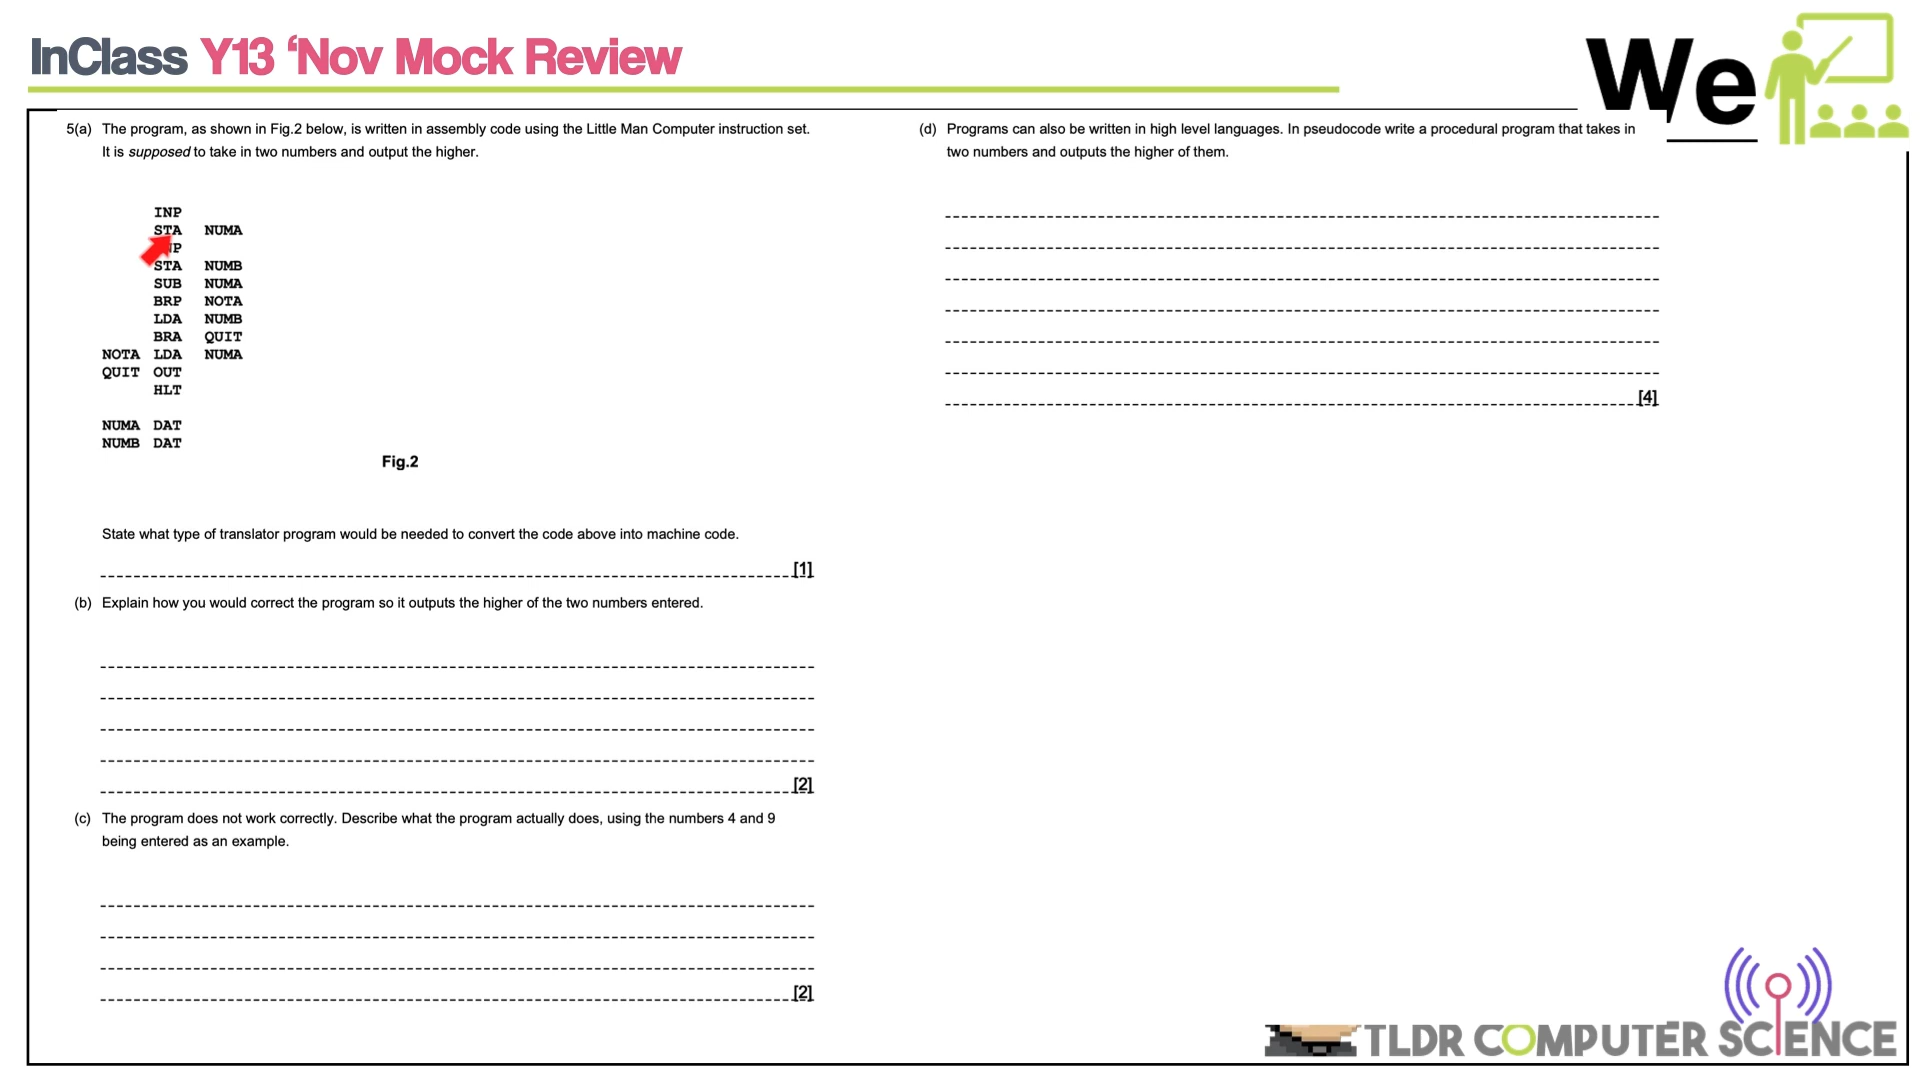 InClass Y13 ‘Nov Mock Review
We
5(a) The program, as shown in Fig.2 below, is written in assembly code using the Little Man Computer instruction set.
It is supposed to take in two numbers and output the higher.
INP
STA NUMA
NP
STA NUMB
SUB NUMA
BRP NOTA
LDA NUMB
BRA QUIT
NOTA LDA NUMA
QUIT OUT
HLT
NUMA DAT
NUMB DAT
Fig.2
State what type of translator program would be needed to convert the code above into machine code.
[1]
(b) Explain how you would correct the program so it outputs the higher of the two numbers entered.
[2]
(c) The program does not work correctly. Describe what the program actually does, using the numbers 4 and 9
being entered as an example.
[2]
(d) Programs can also be written in high level languages. In pseudocode write a procedural program that takes in
two numbers and outputs the higher of them.
[4]
TLDR COMPUTER SCIENCE